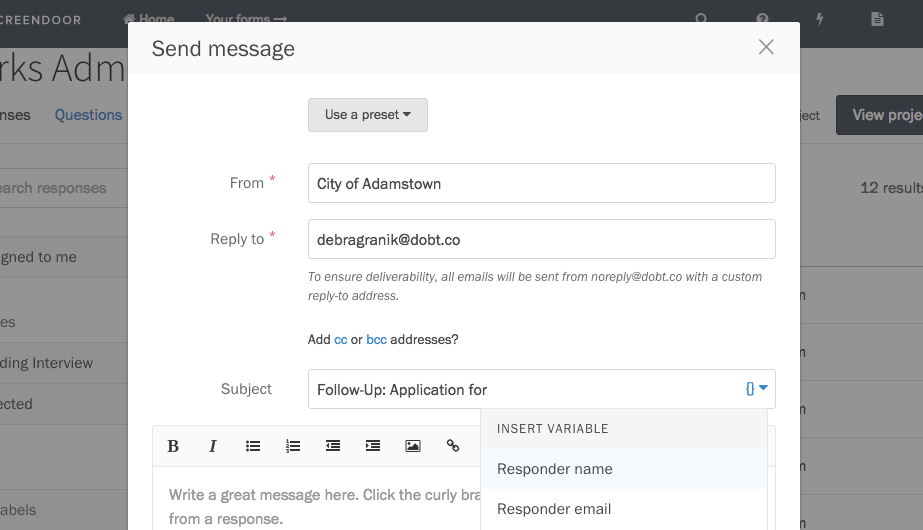 CREENDOOR Home Your forms →
Send message
rks Adm
Use a preset
nses Questions ject View proje
From * City of Adamstown
earch responses 12 results
Reply to * debragranik@dobt.co
gned to me
To ensure deliverability, all emails will be sent from noreply@dobt.co with a custom
reply-to address.
es
Add cc or bcc addresses?
ding Interview
Subject Follow-Up: Application for {}
ected
INSERT VARIABLE
B I
Responder name
Write a great message here. Click the curly bra
from a response.
Responder email
abels